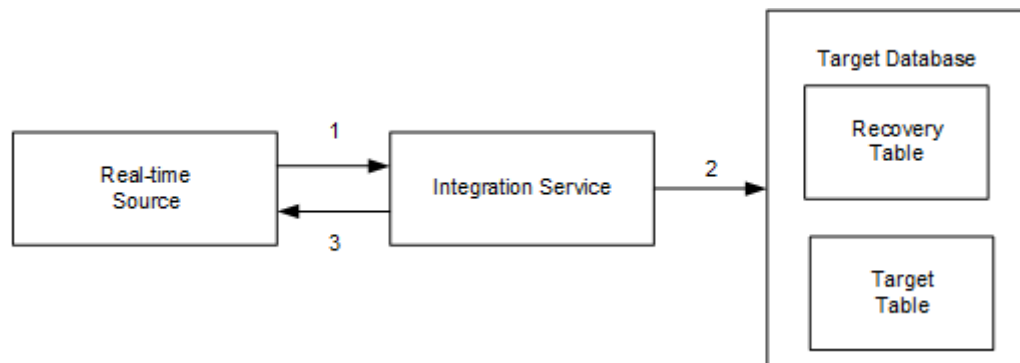 Target Database
Recovery
Table
1
Real-time
Source
Integration Service
2
3
Target
Table